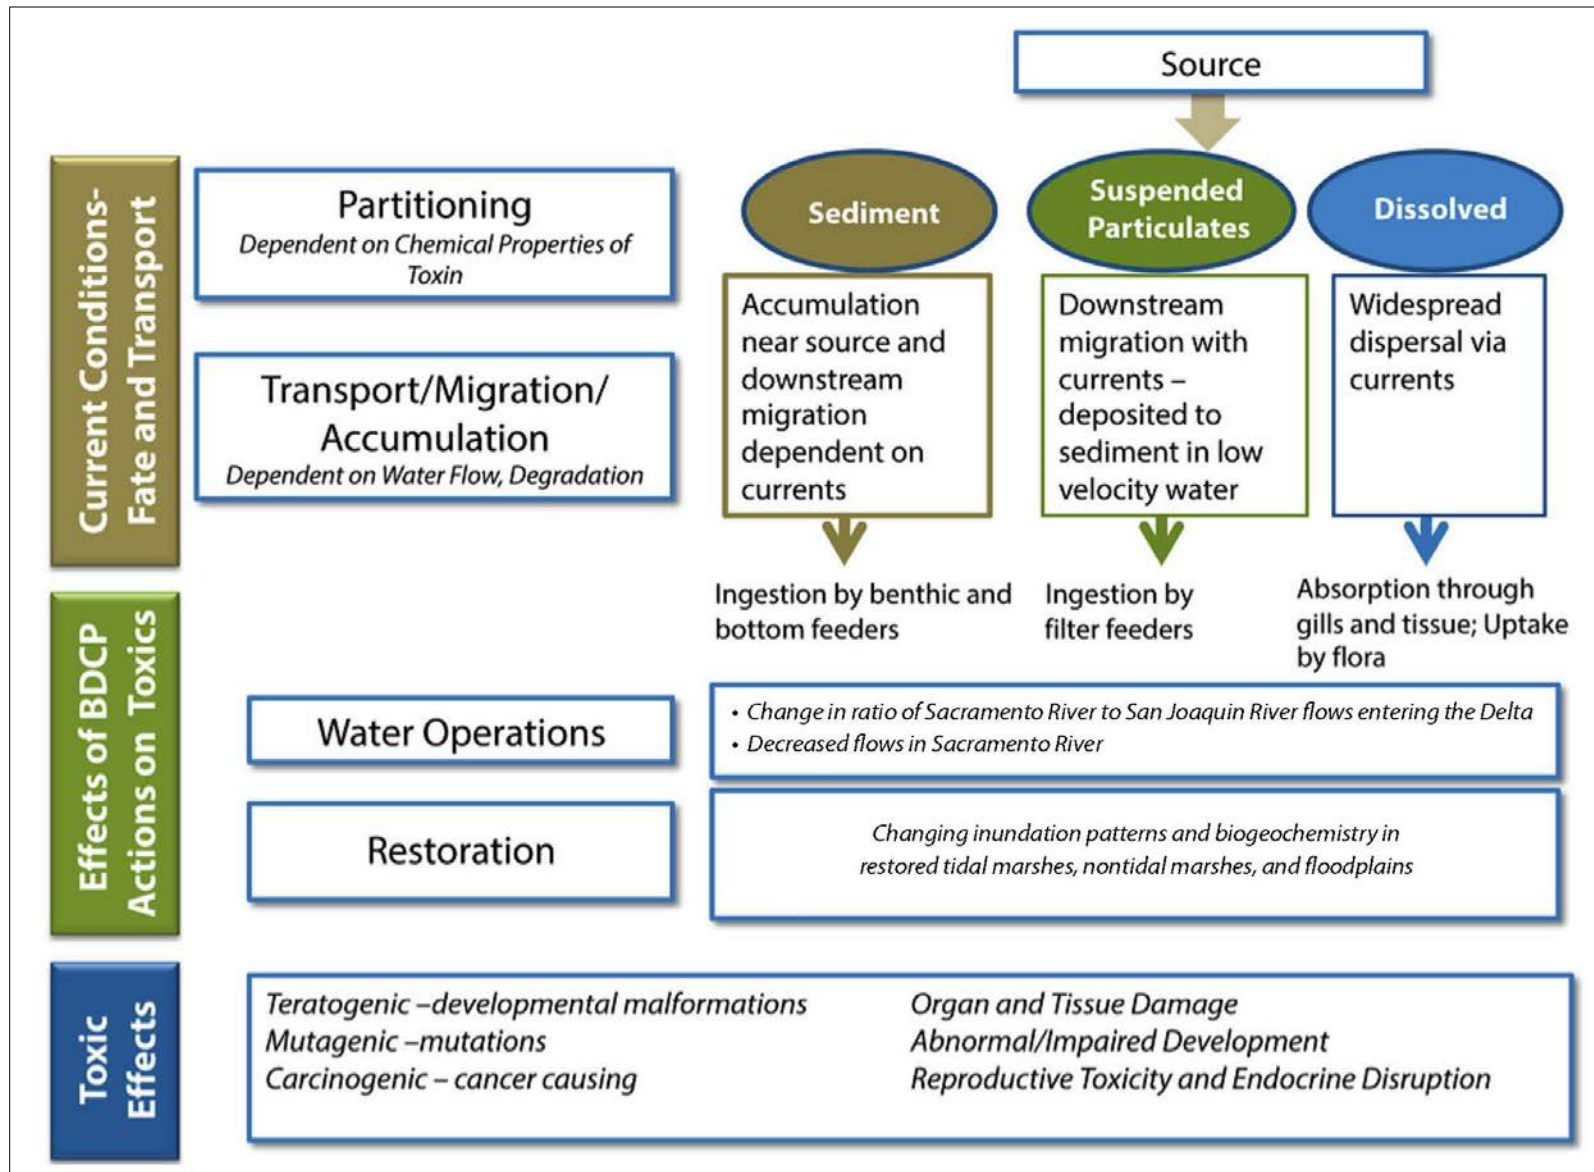 Source
Current Conditions-
Fate and Transport
Partitioning
Dependent on Chemical Properties of
Toxin
Transport/Migration/
Accumulation
Dependent on Water Flow, Degradation
Sediment
Accumulation
near source and
downstream
migration
dependent on
currents
Ingestion by benthic and
bottom feeders
Suspended
Particulates
Downstream
migration with
currents –
deposited to
sediment in low
velocity water
Ingestion by
filter feeders
Dissolved
Widespread
dispersal via
currents
Absorption through
gills and tissue; Uptake
by flora
Effects of BDCP
Actions on Toxics
Water Operations
• Change in ratio of Sacramento River to San Joaquin River flows entering the Delta
• Decreased flows in Sacramento River
Restoration
Changing inundation patterns and biogeochemistry in
restored tidal marshes, nontidal marshes, and floodplains
Toxic
Effects
Teratogenic –developmental malformations
Mutagenic –mutations
Carcinogenic – cancer causing
Organ and Tissue Damage
Abnormal/Impaired Development
Reproductive Toxicity and Endocrine Disruption